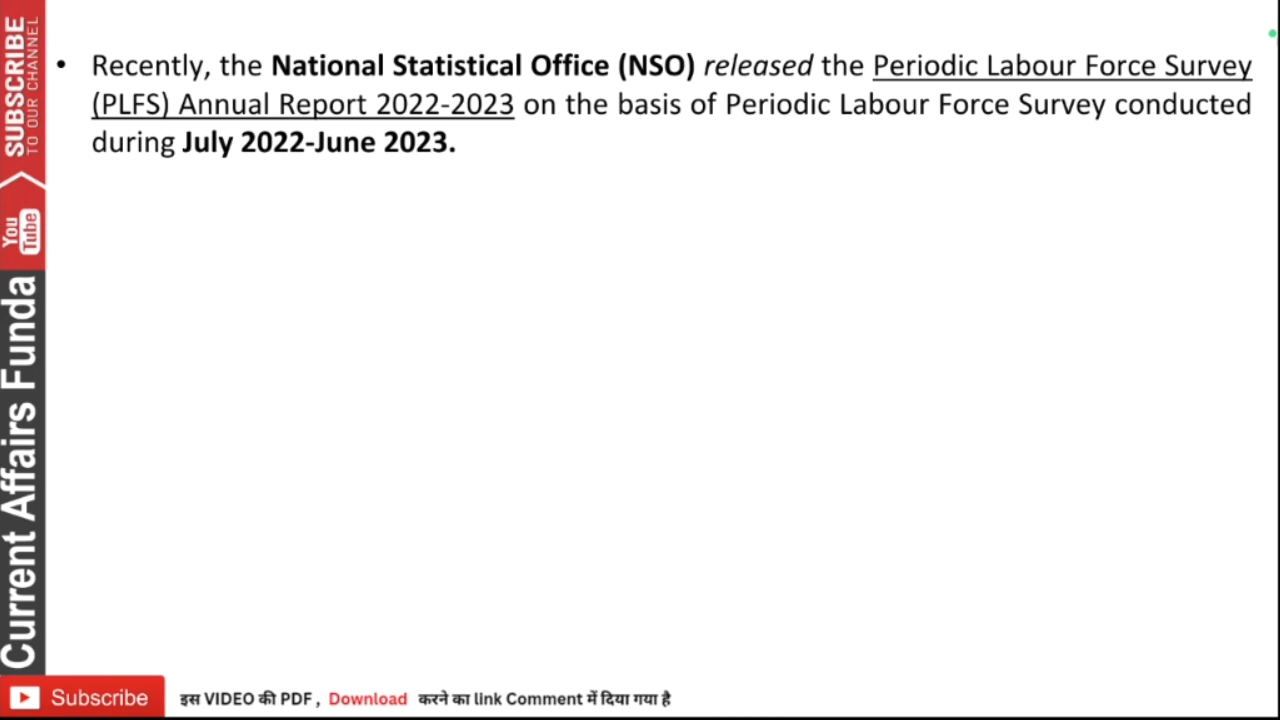 • Recently, the National Statistical Office (NSO) released the Periodic Labour Force Survey
(PLFS) Annual Report 2022-2023 on the basis of Periodic Labour Force Survey conducted
during July 2022-June 2023.
SUBSCRIBE
TO OUR CHANNEL
You
Tube
Current Affairs Funda
Subscribe
इस VIDEO की PDF , Download करने का link Comment में दिया गया है